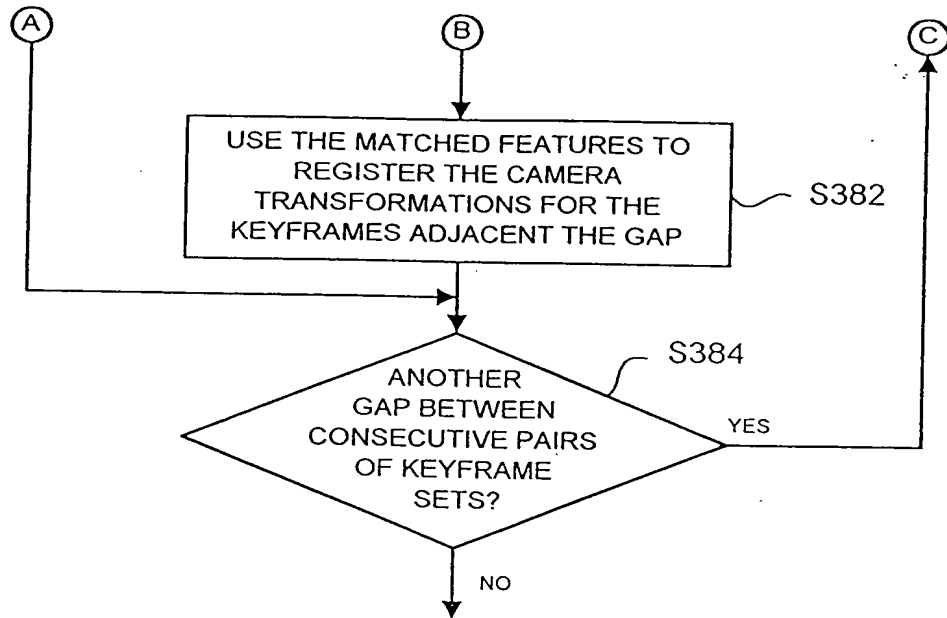 A
B
C
USE THE MATCHED FEATURES TO
REGISTER THE CAMERA
TRANSFORMATIONS FOR THE
KEYFRAMES ADJACENT THE GAP
S382
S384
ANOTHER
GAP BETWEEN
CONSECUTIVE PAIRS
OF KEYFRAME
SETS?
YES
NO